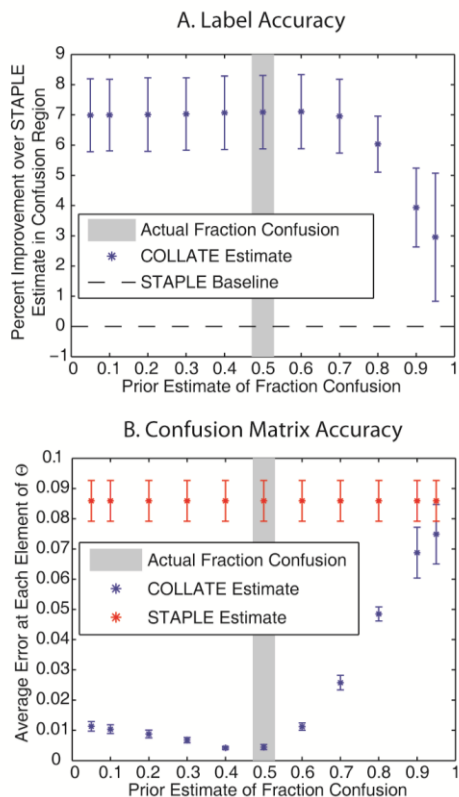 A. Label Accuracy
Percent Improvement over STAPLE
Estimate in Confusion Region
9
8
7
6
5
4
3
2
1
0
−1
Actual Fraction Confusion
COLLATE Estimate
STAPLE Baseline
0 0.1 0.2 0.3 0.4 0.5 0.6 0.7 0.8 0.9 1
Prior Estimate of Fraction Confusion
B. Confusion Matrix Accuracy
Average Error at Each Element of Θ
0.1
0.09
0.08
0.07
0.06
0.05
0.04
0.03
0.02
0.01
0
Actual Fraction Confusion
COLLATE Estimate
STAPLE Estimate
0 0.1 0.2 0.3 0.4 0.5 0.6 0.7 0.8 0.9 1
Prior Estimate of Fraction Confusion